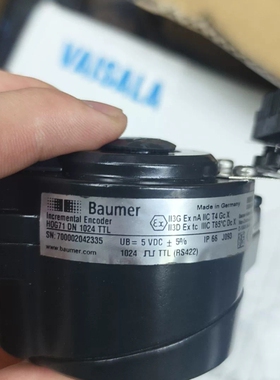 VAISALA
Baumer
Made in Germany
Incremental Encoder
HOG71 DN 1024 TTL
SN: 700002042335
www.baumer.com
Ex
II3G Ex nA IIC T4 Gc X
II3D Ex tc IIIC T85°C Dc X
UB = 5 VDC ± 5%
IP 66
1024
TTL (RS422)